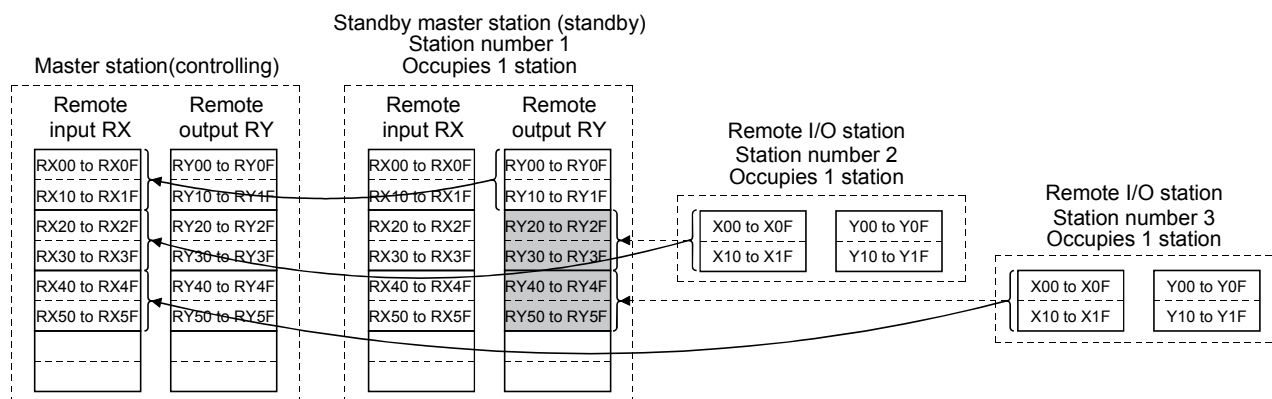 Master station(controlling)
Remote input RX
Remote output RY
RX00 to RX0F
RX10 to RX1F
RX20 to RX2F
RX30 to RX3F
RX40 to RX4F
RX50 to RX5F
RY00 to RY0F
RY10 to RY1F
RY20 to RY2F
RY30 to RY3F
RY40 to RY4F
RY50 to RY5F
Standby master station (standby)
Station number 1
Occupies 1 station
Remote input RX
Remote output RY
RX00 to RX0F
RX10 to RX1F
RX20 to RX2F
RX30 to RX3F
RX40 to RX4F
RX50 to RX5F
RY00 to RY0F
RY10 to RY1F
RY20 to RY2F
RY30 to RY3F
RY40 to RY4F
RY50 to RY5F
Remote I/O station
Station number 2
Occupies 1 station
X00 to X0F
X10 to X1F
Y00 to Y0F
Y10 to Y1F
Remote I/O station
Station number 3
Occupies 1 station
X00 to X0F
X10 to X1F
Y00 to Y0F
Y10 to Y1F